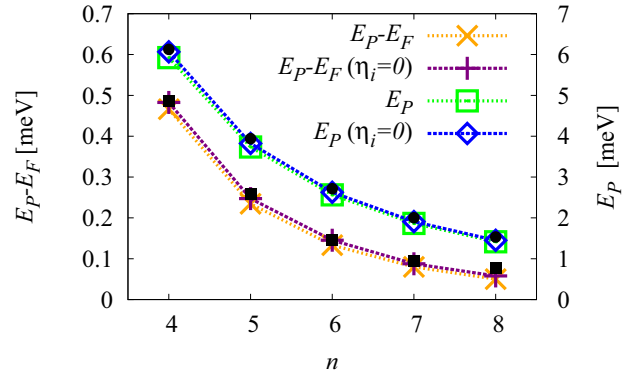 0.7
0.6
0.5
0.4
0.3
0.2
0.1
0
7
6
5
4
3
2
1
0
4 5 6 7 8
n
E_P-E_F [meV]
E_P [meV]
E_P-E_F
E_P-E_F (η_i=0)
E_P
E_P (η_i=0)